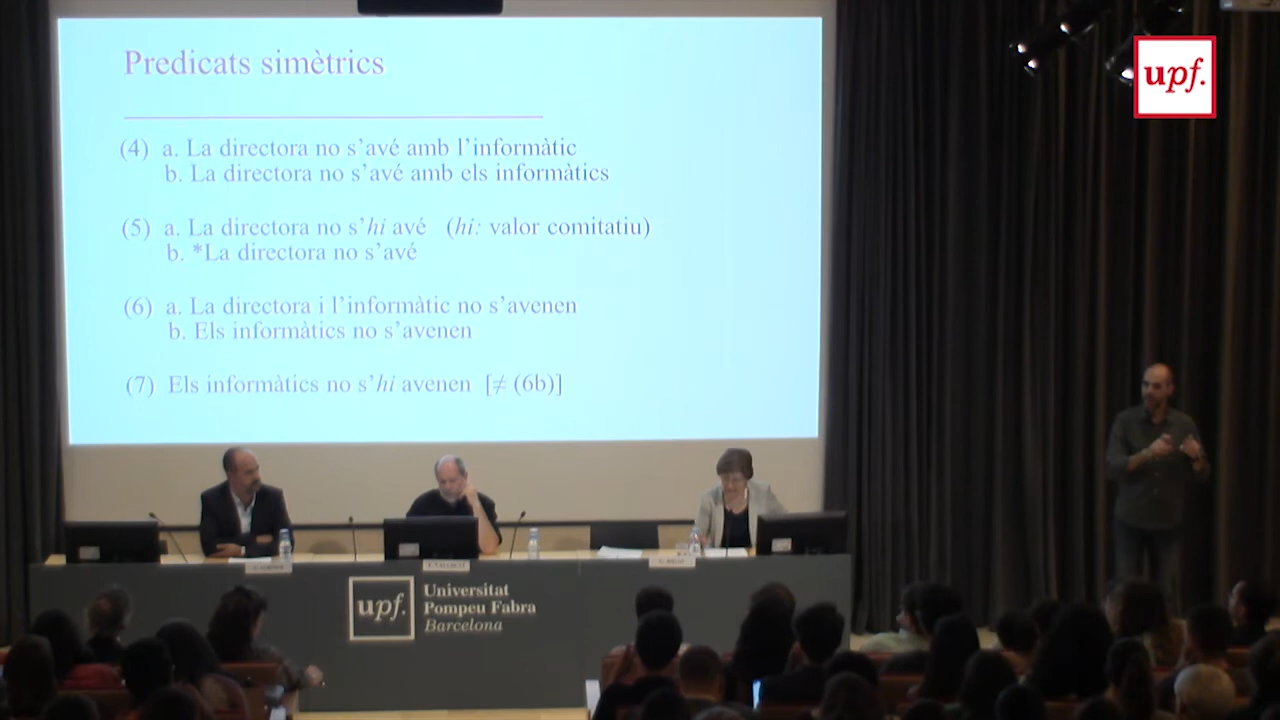 Predicats simètrics
(4) a. La directora no s'avé amb l'informàtic
b. La directora no s'avé amb els informàtics
(5) a. La directora no s'hi avé (hi: valor comitatiu)
b. *La directora no s'avé
(6) a. La directora i l'informàtic no s'avenen
b. Els informàtics no s'avenen
(7) Els informàtics no s'hi avenen [≠ (6b)]
upf.
upf.
Universitat
Pompeu Fabra
Barcelona